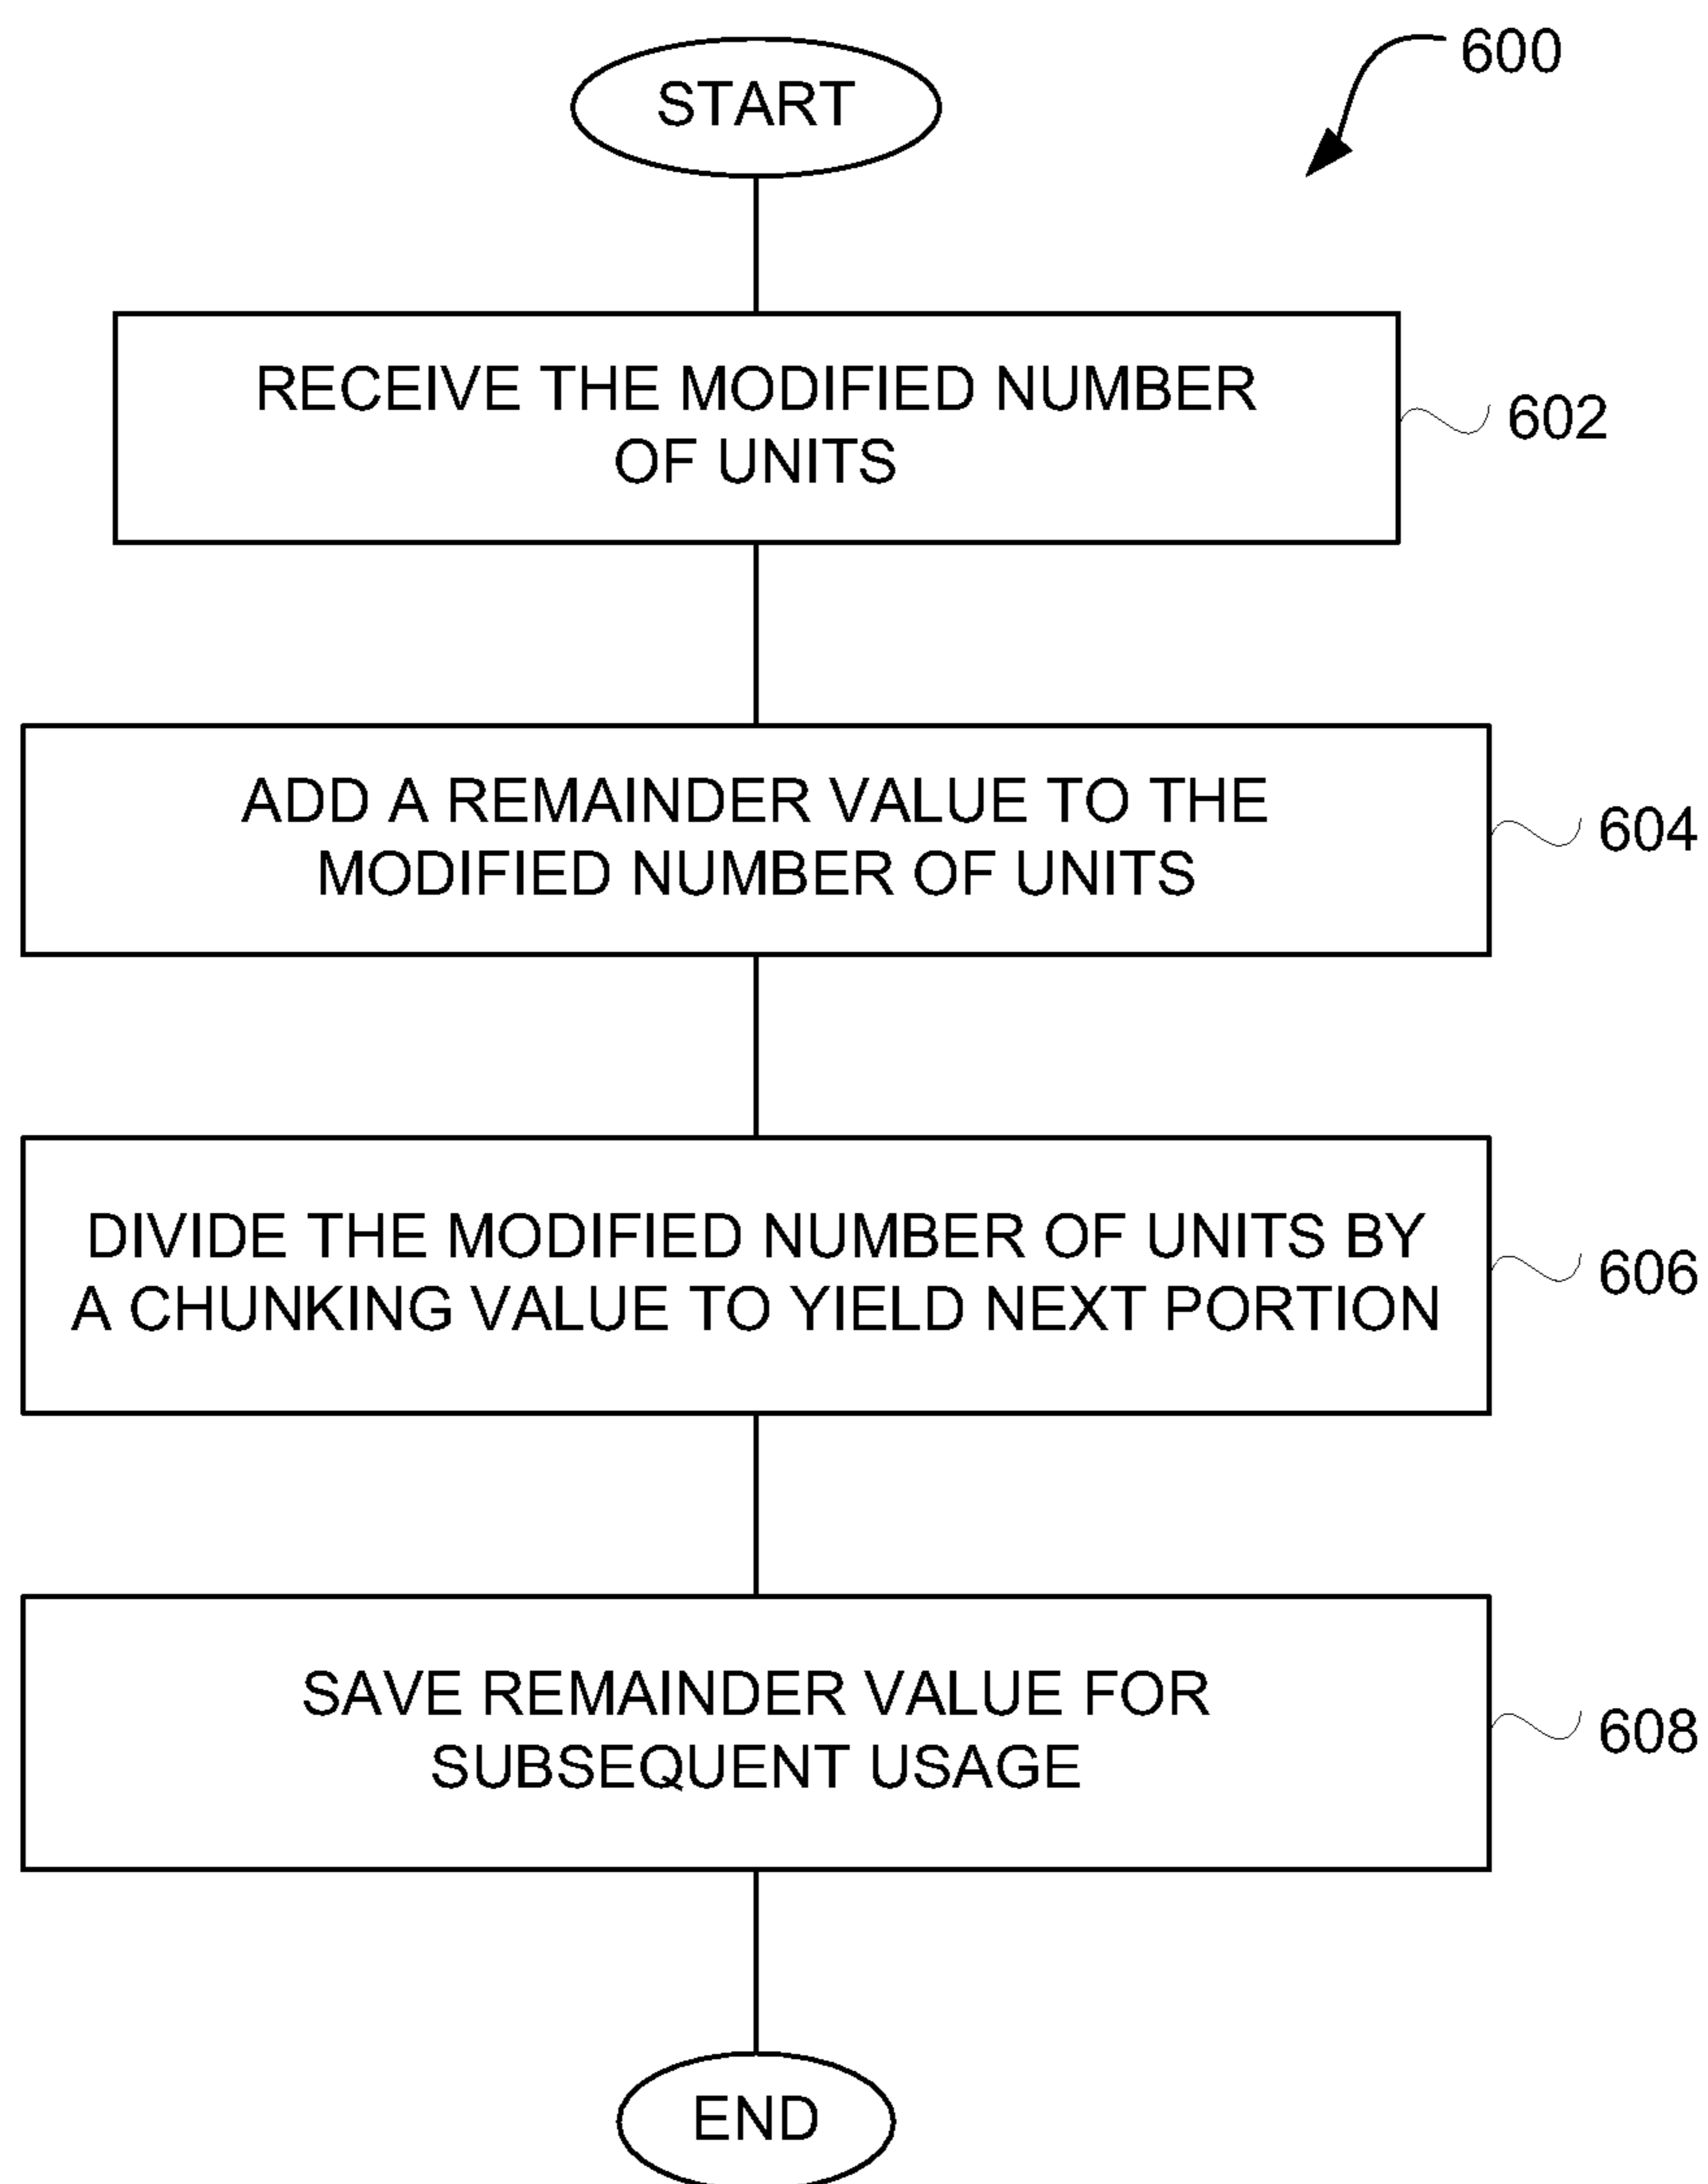 START
600
RECEIVE THE MODIFIED NUMBER
OF UNITS
602
ADD A REMAINDER VALUE TO THE
MODIFIED NUMBER OF UNITS
604
DIVIDE THE MODIFIED NUMBER OF UNITS BY
A CHUNKING VALUE TO YIELD NEXT PORTION
606
SAVE REMAINDER VALUE FOR
SUBSEQUENT USAGE
608
END